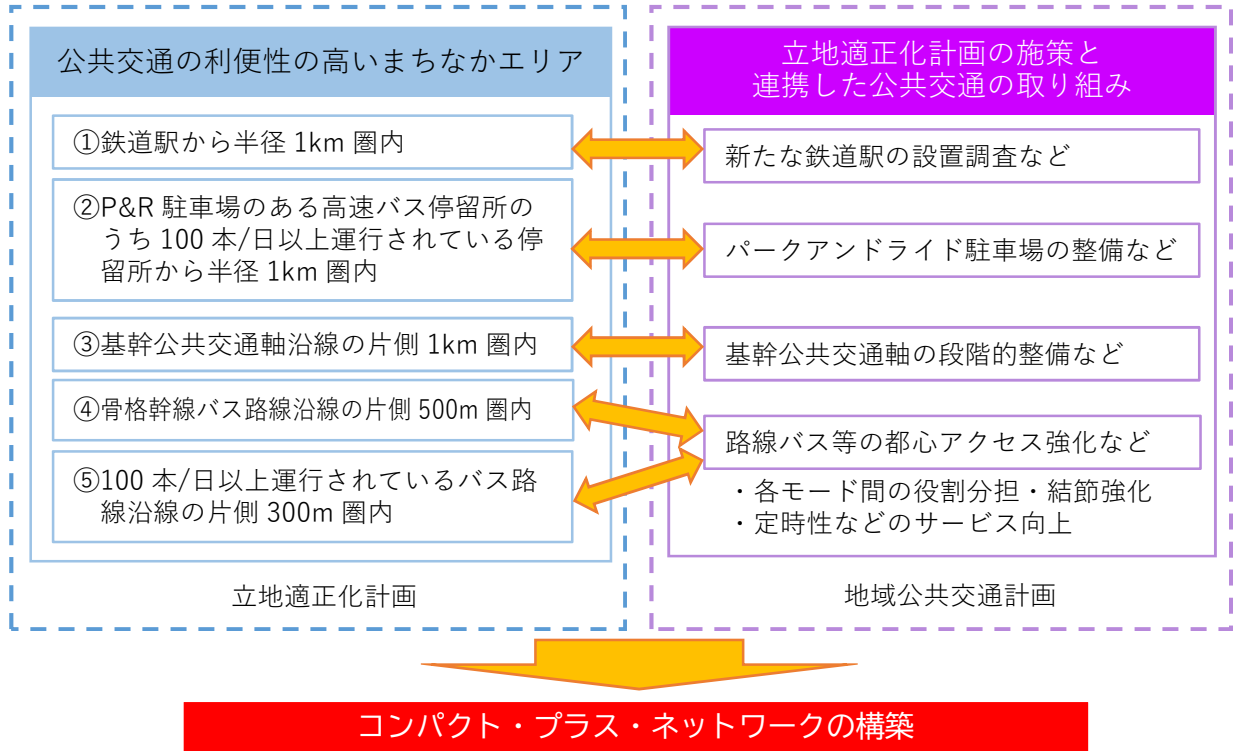 公共交通の利便性の高いまちなかエリア
①鉄道駅から半径 1km 圏内
②P&R 駐車場のある高速バス停留所の
うち 100 本/日以上運行されている停
留所から半径 1km 圏内
③基幹公共交通軸沿線の片側 1km 圏内
④骨格幹線バス路線沿線の片側 500m 圏内
⑤100 本/日以上運行されているバス路
線沿線の片側 300m 圏内
立地適正化計画
立地適正化計画の施策と
連携した公共交通の取り組み
新たな鉄道駅の設置調査など
パークアンドライド駐車場の整備など
基幹公共交通軸の段階的整備など
路線バス等の都心アクセス強化など
・各モード間の役割分担・結節強化
・定時性などのサービス向上
地域公共交通計画
コンパクト・プラス・ネットワークの構築